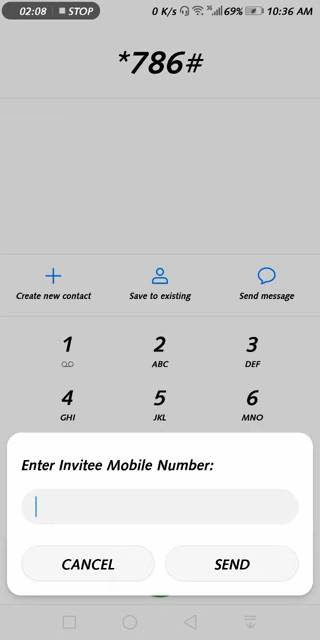 02:08 STOP 0 K/s 3G 69% 10:36 AM
*786#
Create new contact Save to existing Send message
1 2 3
ABC DEF
4 5 6
GHI JKL MNO
Enter Invitee Mobile Number:
CANCEL SEND